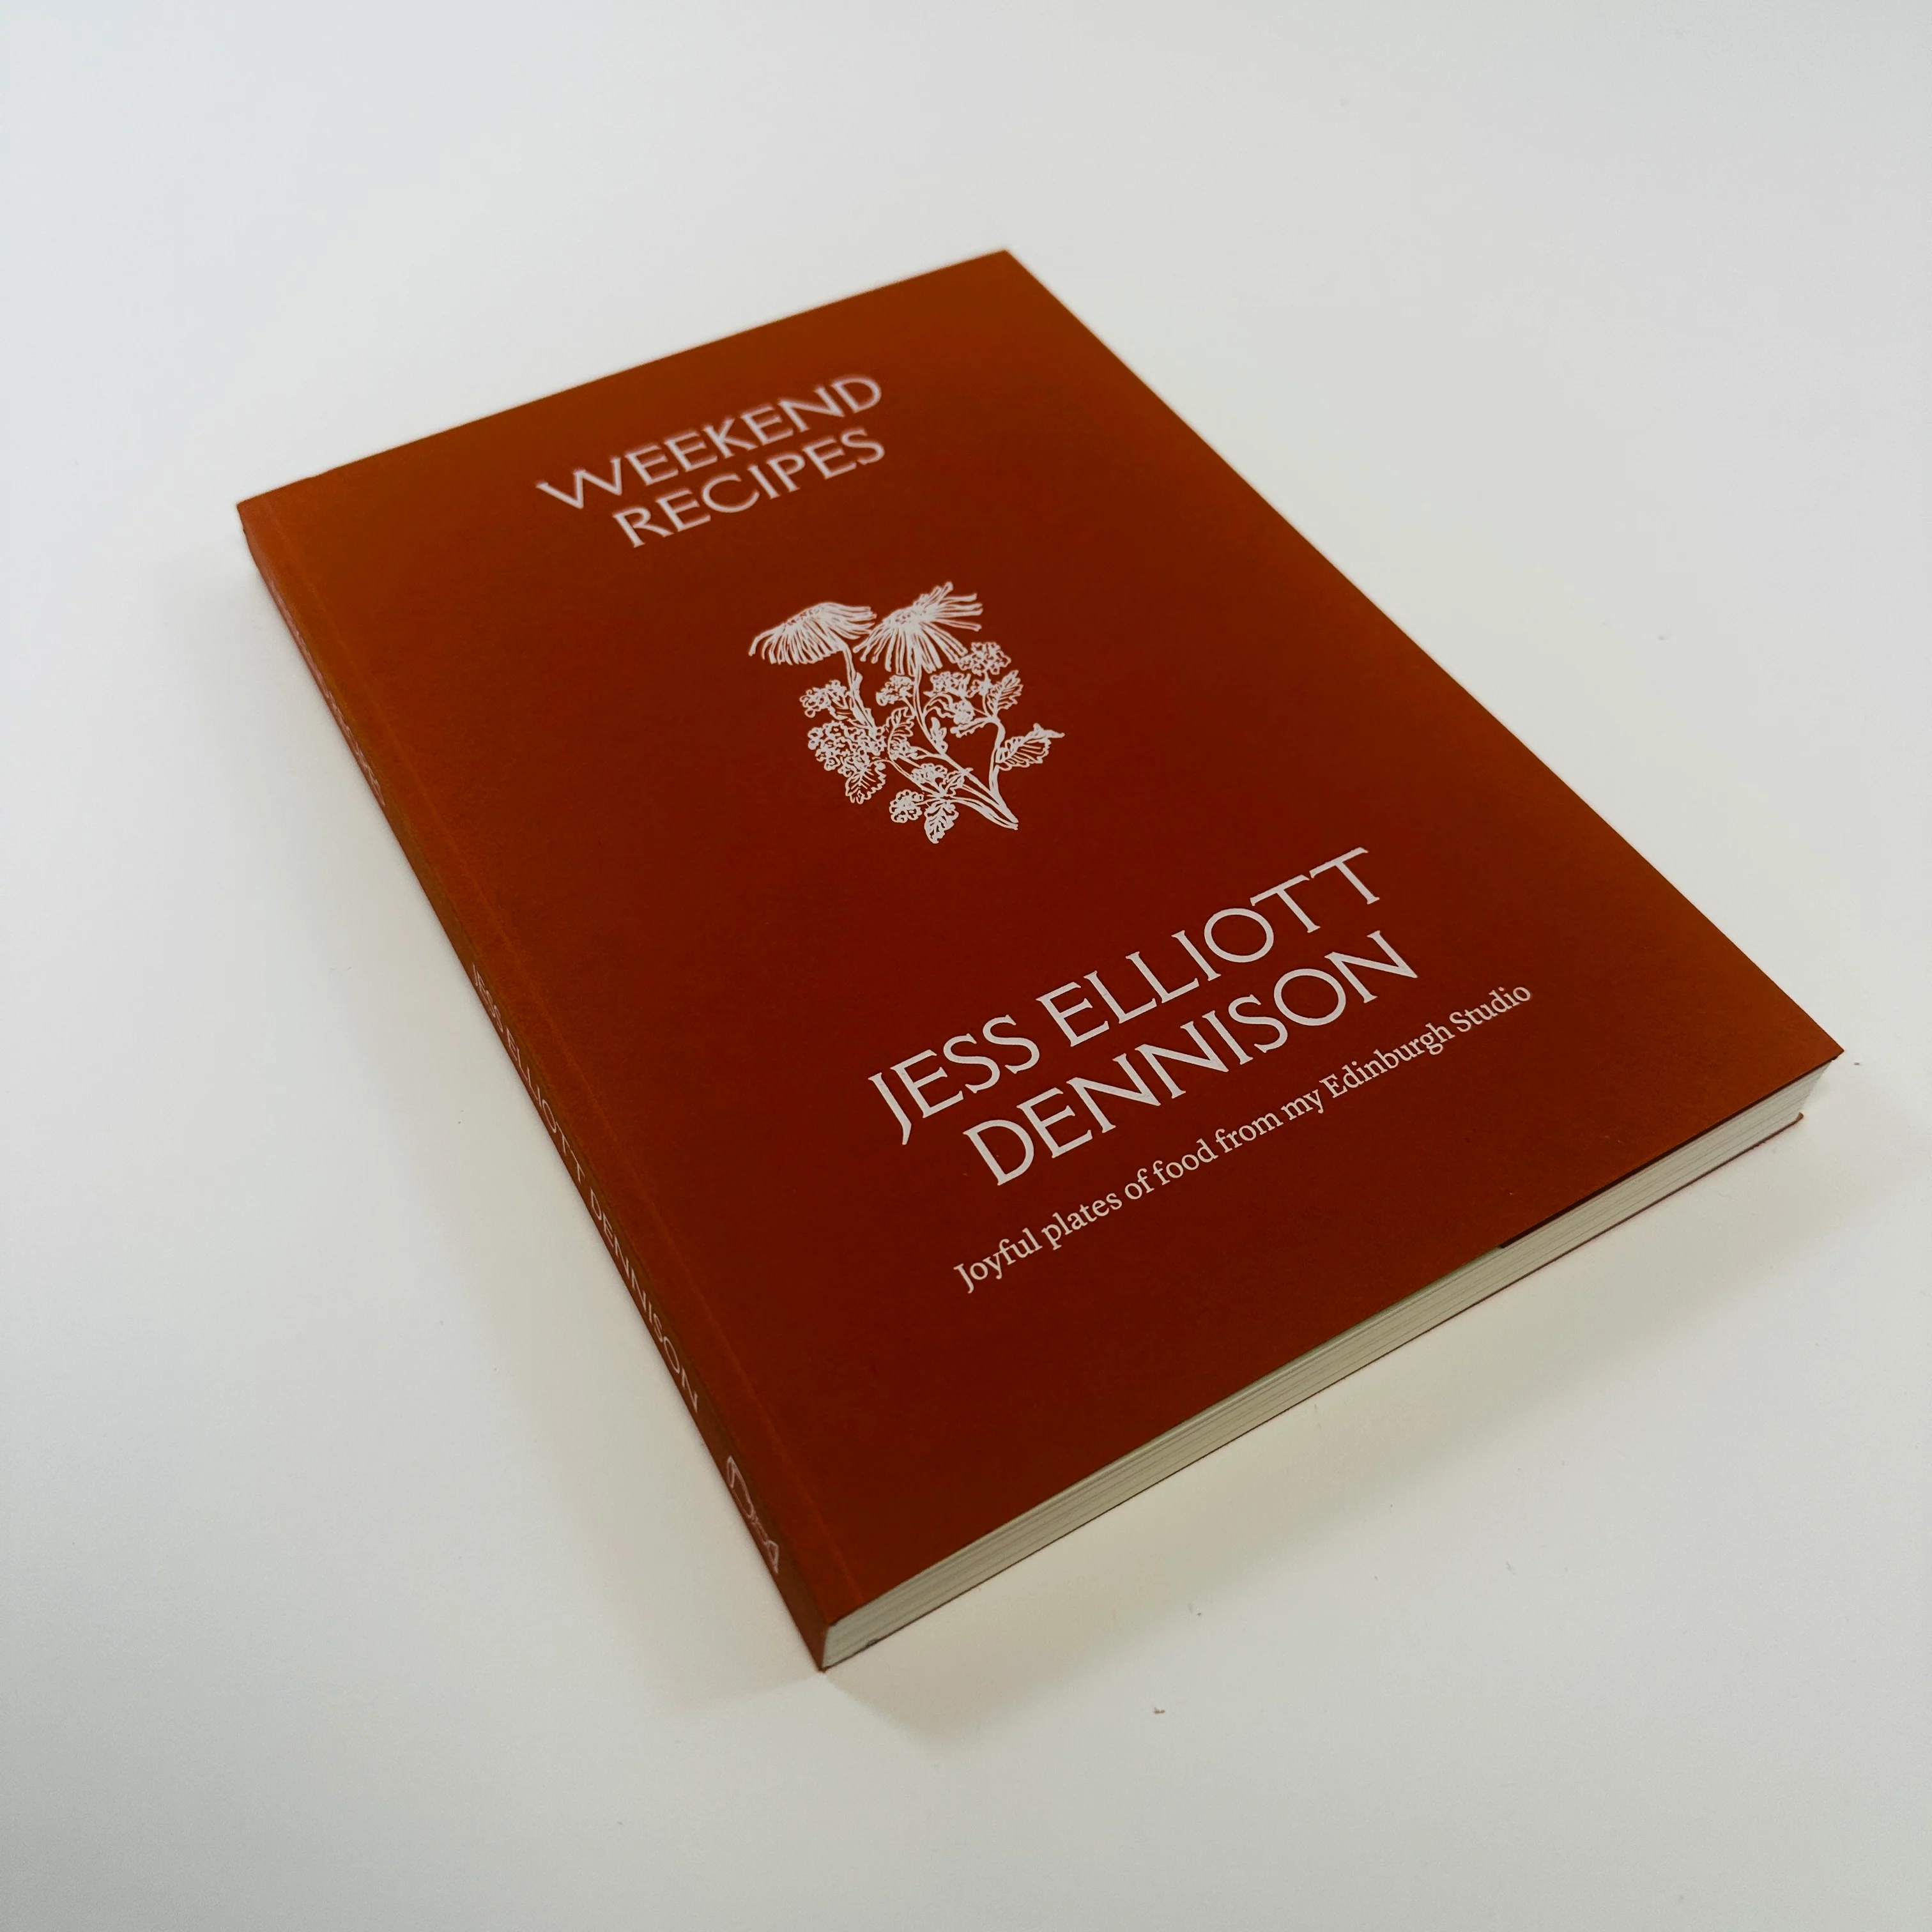 WEEKEND
RECIPES
JESS ELLIOTT
DENNISON
Joyful plates of food from my Edinburgh Studio
JESS ELLIOTT DENNISON